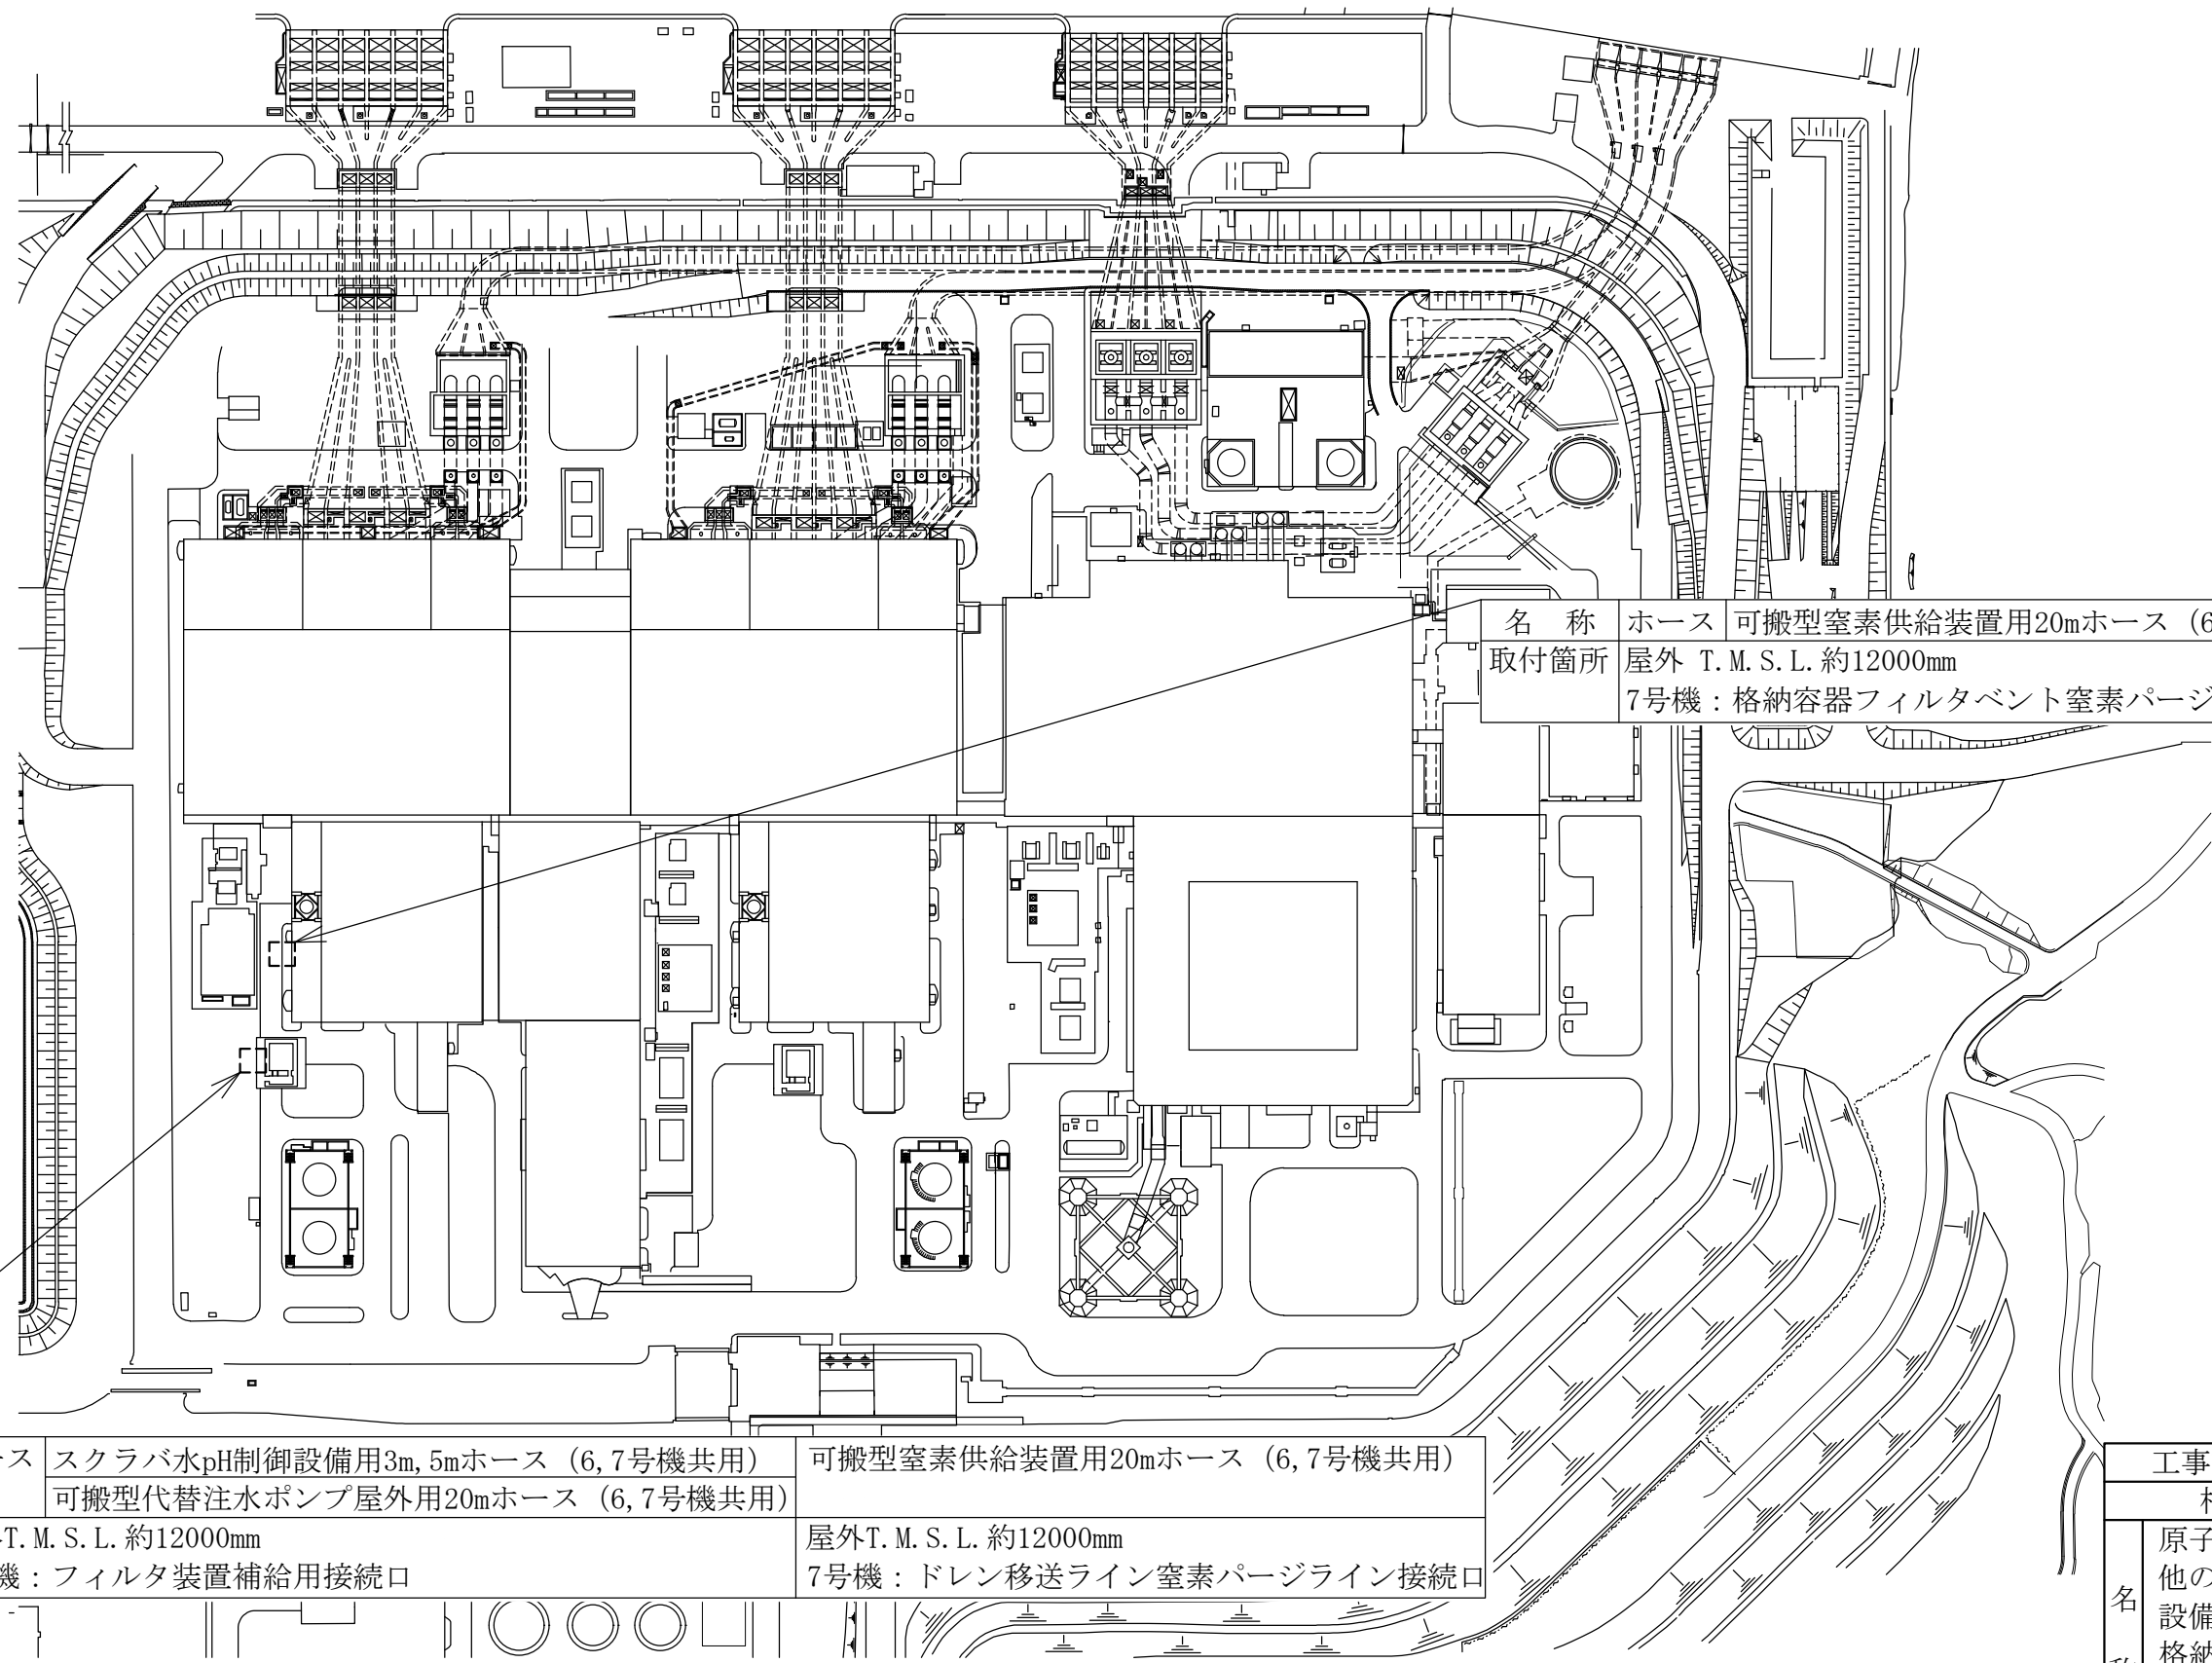 名 称 ホース 可搬型窒素供給装置用20mホース (6
取付箇所 屋外 T.M.S.L.約12000mm
7号機：格納容器フィルタベント窒素パージ
ース スクラバ水pH制御設備用3m,5mホース (6,7号機共用) 可搬型窒素供給装置用20mホース (6,7号機共用)
可搬型代替注水ポンプ屋外用20mホース (6,7号機共用)
T.M.S.L.約12000mm 屋外T.M.S.L.約12000mm
機：フィルタ装置補給用接続口 7号機：ドレン移送ライン窒素パージライン接続口
工事
名
原子
他の
設備
格納